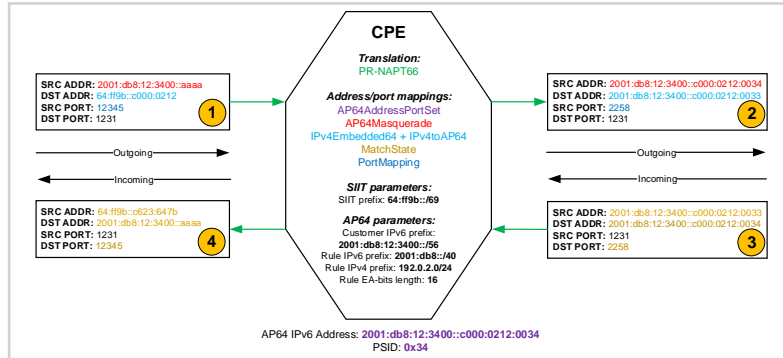 CPE
Translation:
PR-NAPT66
Address/port mappings:
AP64AddressPortSet
AP64Masquerade
IPv4Embedded64 + IPv4toAP64
MatchState
PortMapping
SIIT parameters:
SIIT prefix: 64:ff9b::/69
AP64 parameters:
Customer IPv6 prefix:
2001:db8:12:3400::/56
Rule IPv6 prefix: 2001:db8::/40
Rule IPv4 prefix: 192.0.2.0/24
Rule EA-bits length: 16
SRC ADDR: 2001:db8:12:3400::aaaa
DST ADDR: 64:ff9b::c000:0212
SRC PORT: 12345
DST PORT: 1231
1
SRC ADDR: 2001:db8:12:3400::c000:0212:0034
DST ADDR: 2001:db8:12:3400::c000:0212:0033
SRC PORT: 2258
DST PORT: 1231
2
Outgoing
Incoming
Outgoing
Incoming
SRC ADDR: 64:ff9b::c623:647b
DST ADDR: 2001:db8:12:3400::aaaa
SRC PORT: 1231
DST PORT: 12345
4
SRC ADDR: 2001:db8:12:3400::c000:0212:0033
DST ADDR: 2001:db8:12:3400::c000:0212:0034
SRC PORT: 1231
DST PORT: 2258
3
AP64 IPv6 Address: 2001:db8:12:3400::c000:0212:0034
PSID: 0x34